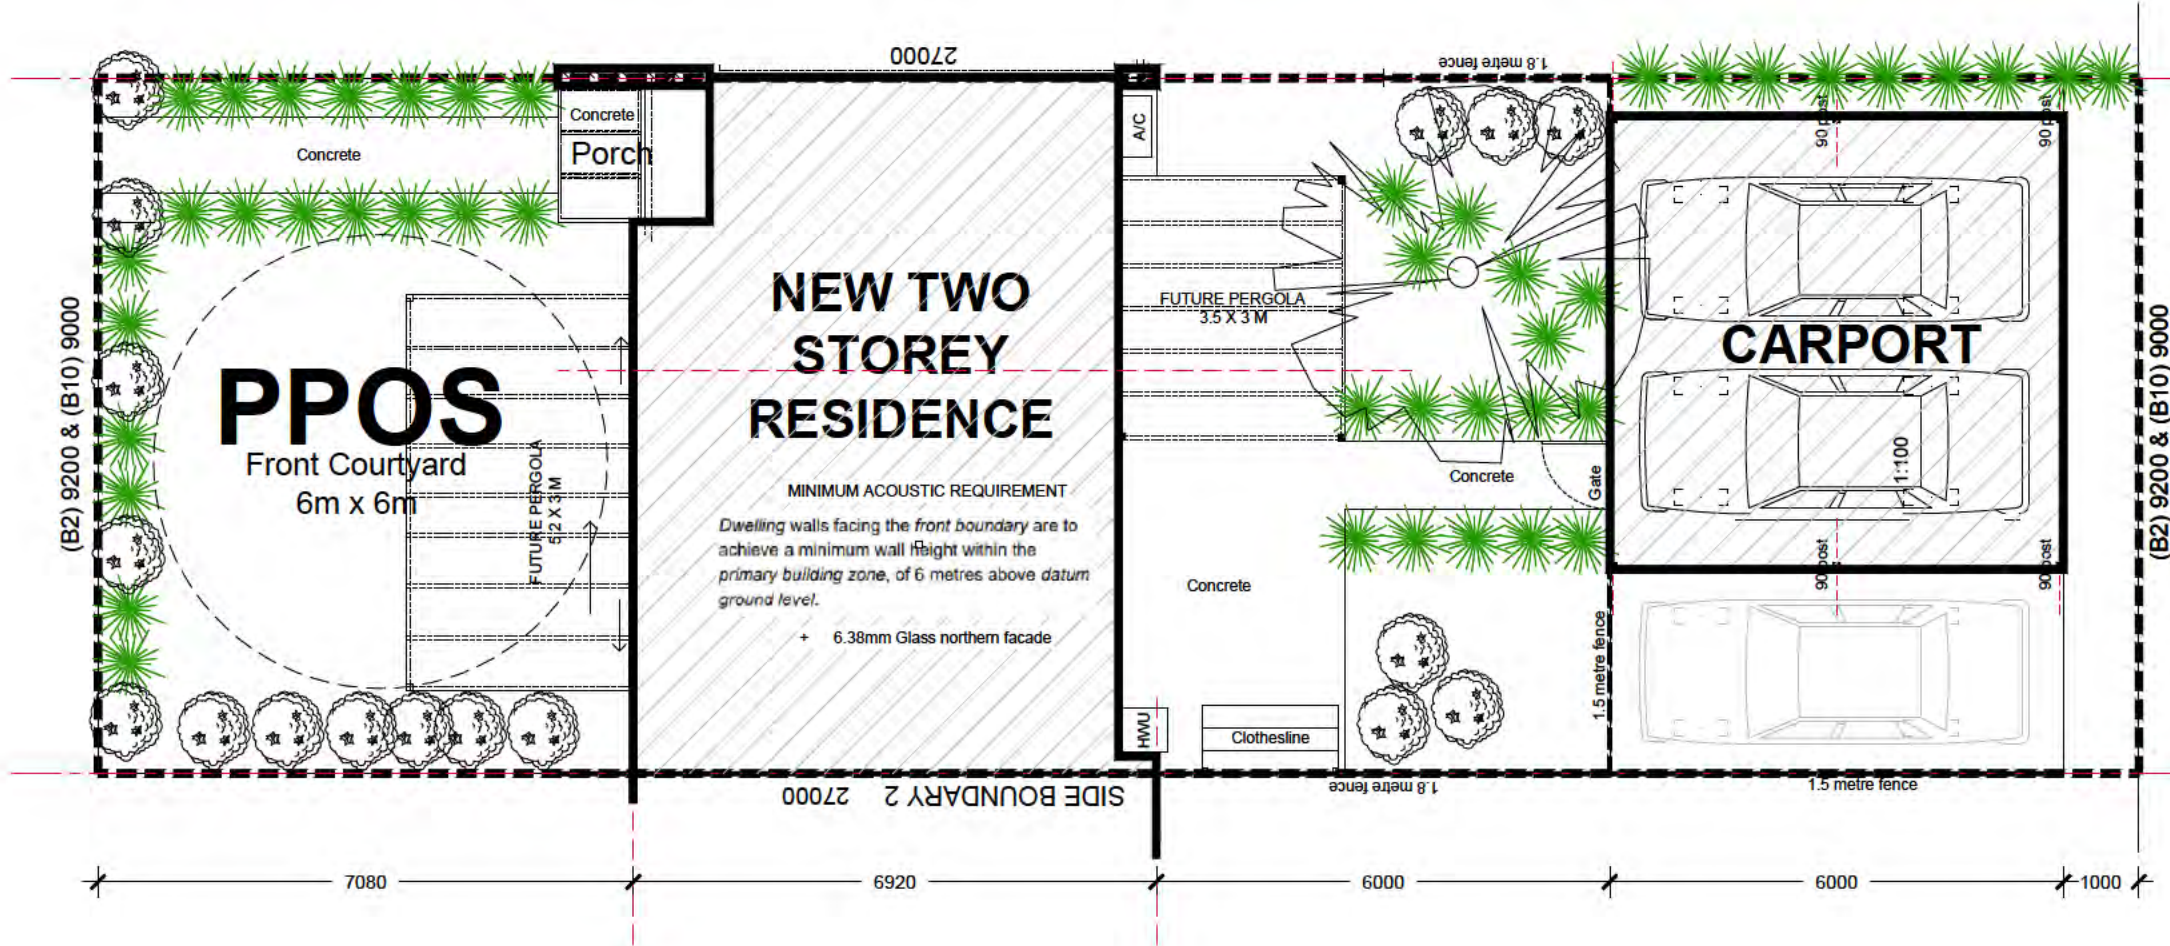 27000
1.8 metre fence
Concrete
Porch
Concrete
A/C
90 post
90 post
(B2) 9200 & (B10) 9000
PPOS
Front Courtyard
6m x 6m
FUTURE PERGOLA
5.2 X 3 M
NEW TWO
STOREY
RESIDENCE
MINIMUM ACOUSTIC REQUIREMENT
Dwelling walls facing the front boundary are to
achieve a minimum wall height within the
primary building zone, of 6 metres above datum
ground level.
+ 6.38mm Glass northern facade
FUTURE PERGOLA
3.5 X 3 M
Concrete
Gate
Concrete
HWU
Clothesline
CARPORT
1:100
90 post
90 post
1.5 metre fence
1.5 metre fence
(B2) 9200 & (B10) 9000
SIDE BOUNDARY 2 27000
1.8 metre fence
7080
6920
6000
6000
1000